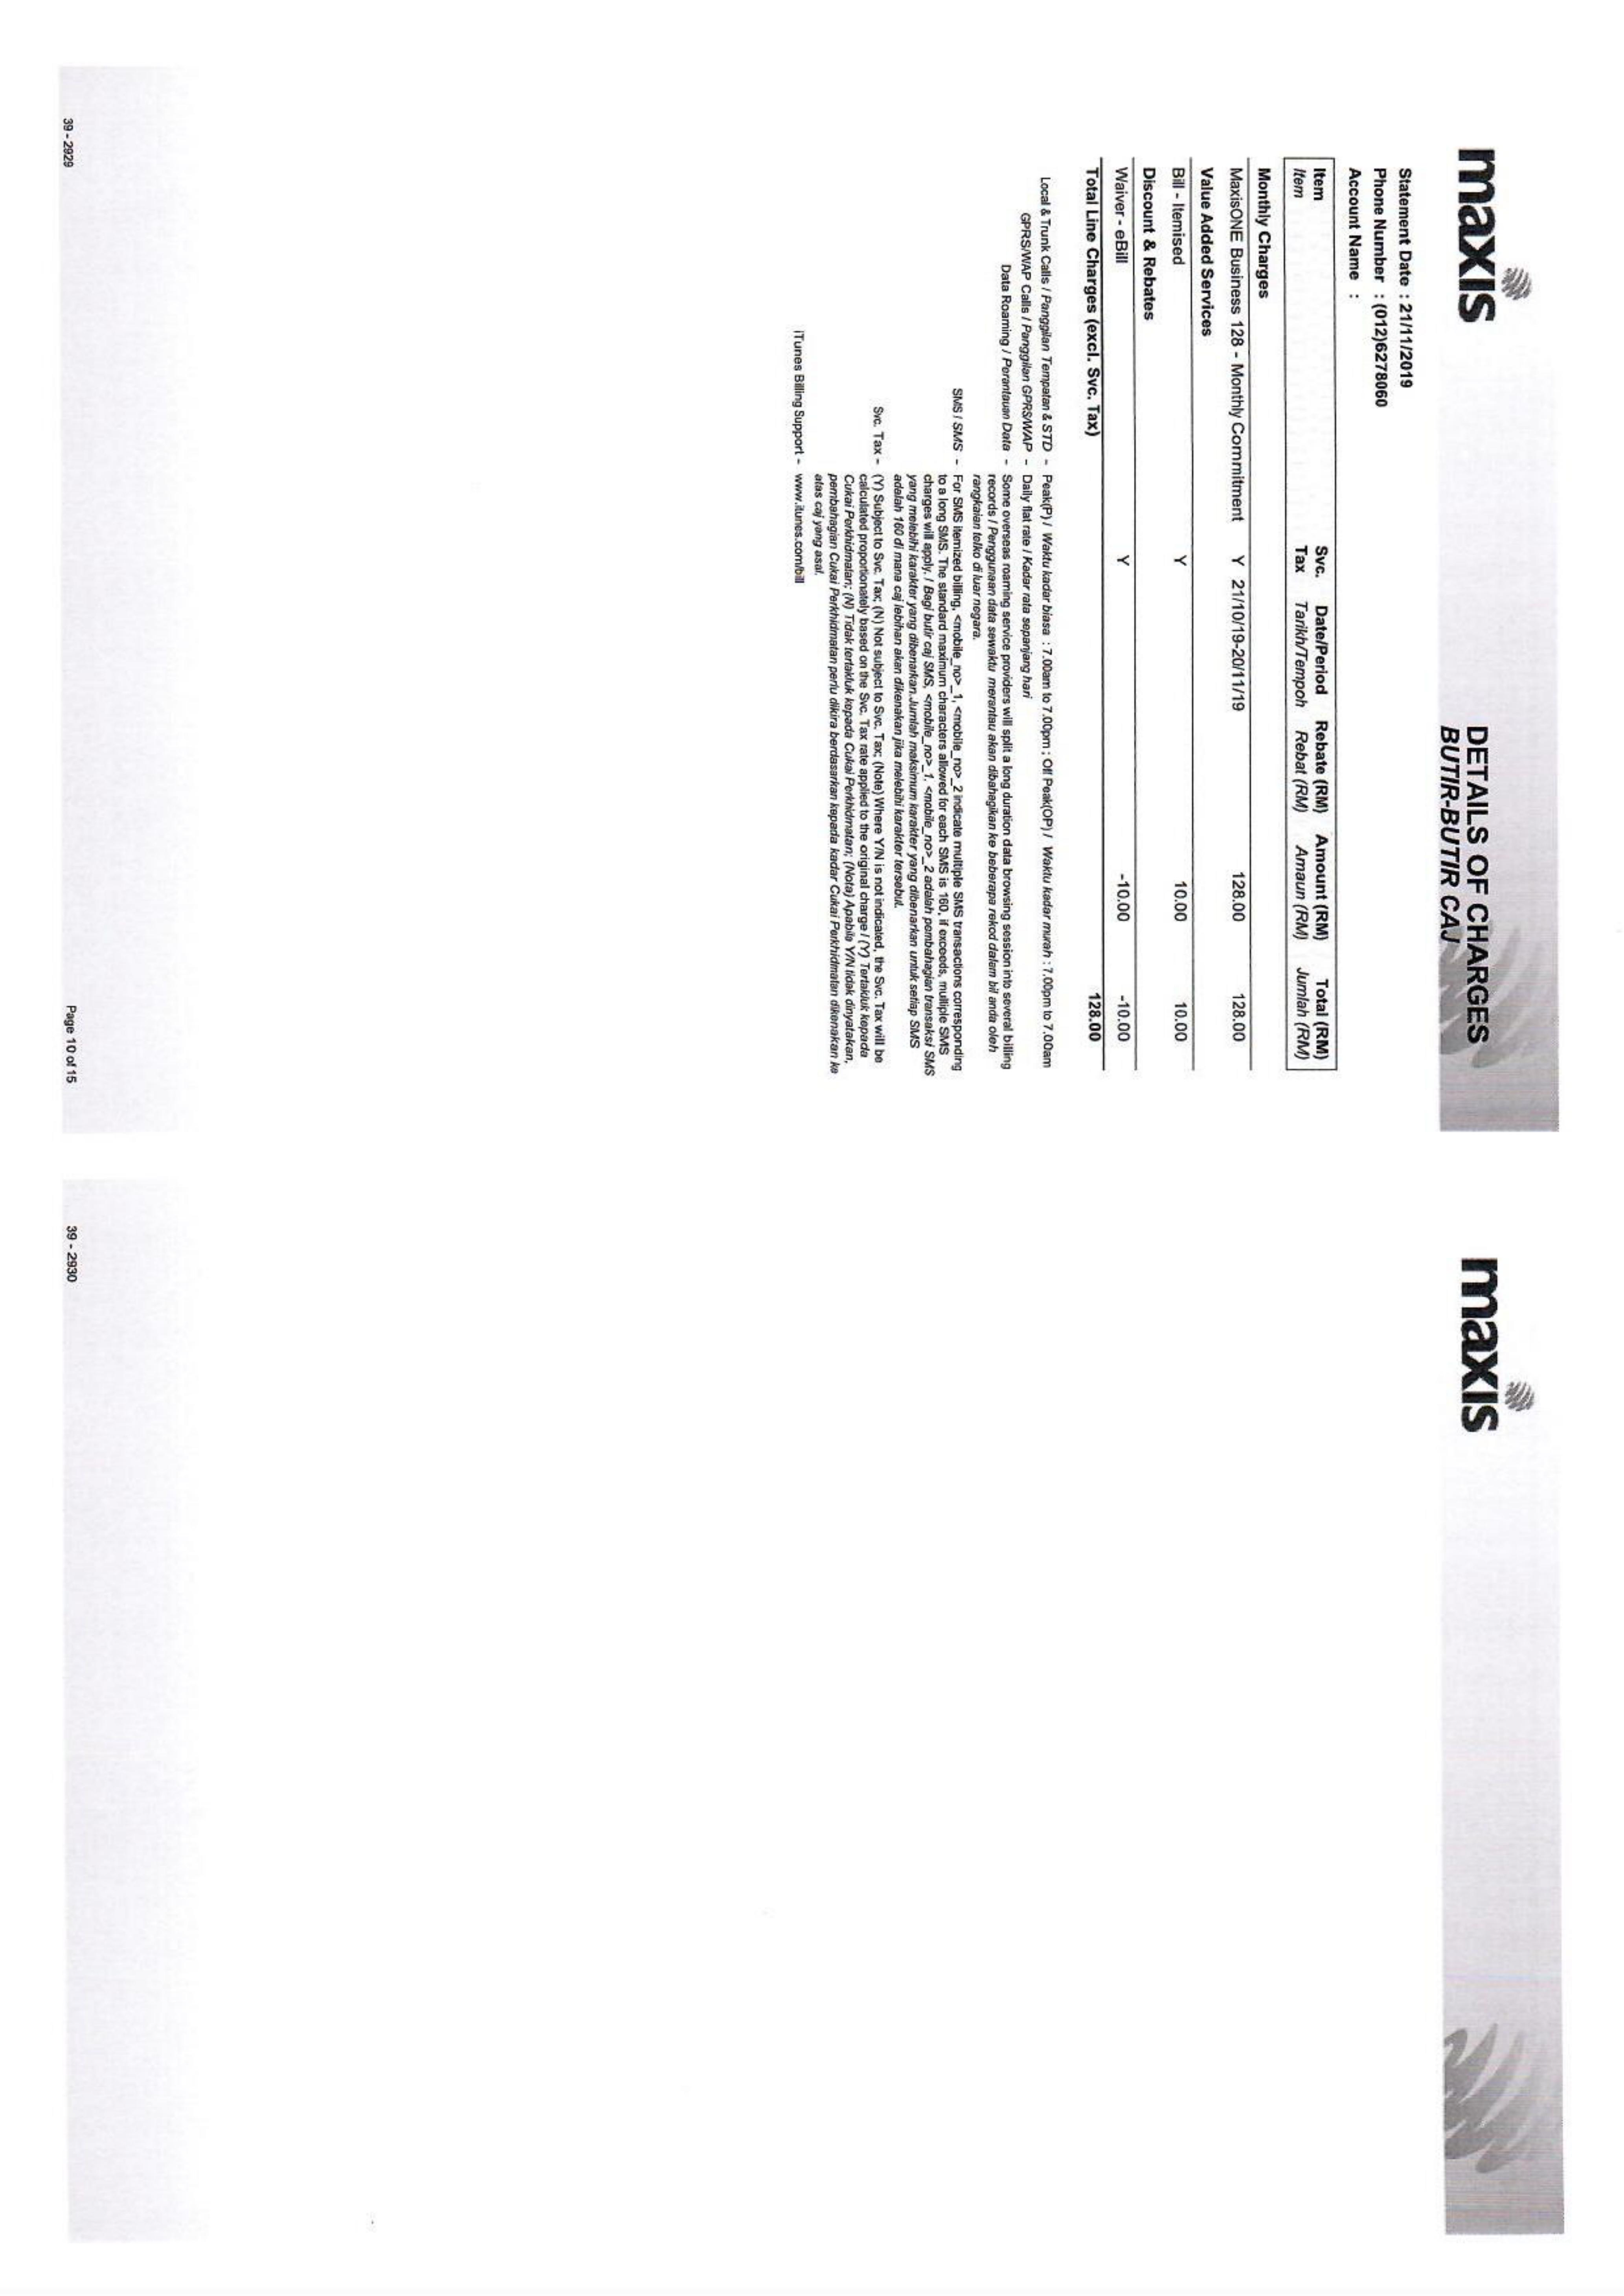 maxis
DETAILS OF CHARGES
BUTIR-BUTIR CAJ
Statement Date : 21/11/2019
Phone Number : (012)6278060
Account Name :
Item Svc. Date/Period Rebate (RM) Amount (RM) Total (RM)
Item Tax Tarikh/Tempoh Rebat (RM) Amaun (RM) Jumlah (RM)
Monthly Charges
MaxisONE Business 128 - Monthly Commitment Y 21/10/19-20/11/19 128.00 128.00
Value Added Services
Bill - Itemised Y 10.00 10.00
Discount & Rebates
Waiver - eBill Y -10.00 -10.00
Total Line Charges (excl. Svc. Tax) 128.00
Local & Trunk Calls / Panggilan Tempatan & STD - Peak(P) / Waktu kadar biasa : 7.00am to 7.00pm ; Off Peak(OP) / Waktu kadar murah : 7.00pm to 7.00am
GPRS/WAP Calls / Panggilan GPRS/WAP - Daily flat rate / Kadar rata sepanjang hari
Data Roaming / Perantauan Data - Some overseas roaming service providers will split a long duration data browsing session into several billing
records / Penggunaan data sewaktu merantau akan dibahagikan ke beberapa rekod dalam bil anda oleh
rangkaian telko di luar negara.
SMS / SMS - For SMS itemized billing, <mobile_no>_1, <mobile_no>_2 indicate multiple SMS transactions corresponding
to a long SMS. The standard maximum characters allowed for each SMS is 160, if exceeds, multiple SMS
charges will apply. / Bagi butir caj SMS, <mobile_no>_1, <mobile_no>_2 adalah pembahagian transaksi SMS
yang melebihi karakter yang dibenarkan.Jumlah maksimum karakter yang dibenarkan untuk setiap SMS
adalah 160 di mana caj lebihan akan dikenakan jika melebihi karakter tersebut.
Svc. Tax - (Y) Subject to Svc. Tax; (N) Not subject to Svc. Tax; (Note) Where Y/N is not indicated, the Svc. Tax will be
calculated proportionately based on the Svc. Tax rate applied to the original charge / (Y) Tertakluk kepada
Cukai Perkhidmatan; (N) Tidak tertakluk kepada Cukai Perkhidmatan; (Nota) Apabila Y/N tidak dinyatakan,
pembahagian Cukai Perkhidmatan perlu dikira berdasarkan kepada kadar Cukai Perkhidmatan dikenakan ke
atas caj yang asal.
iTunes Billing Support - www.itunes.com/bill
39 - 2929
Page 10 of 15
maxis
39 - 2930